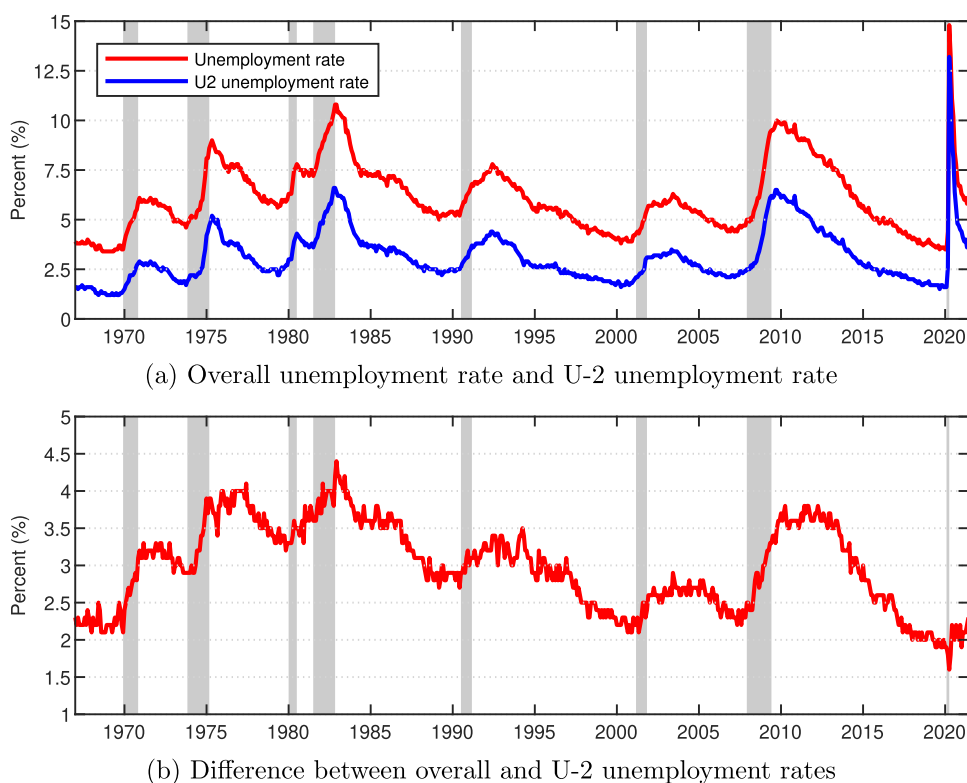 15
12.5
10
7.5
5
2.5
0
Percent (%)
Unemployment rate
U2 unemployment rate
1970 1975 1980 1985 1990 1995 2000 2005 2010 2015 2020
(a) Overall unemployment rate and U-2 unemployment rate
5
4.5
4
3.5
3
2.5
2
1.5
1
Percent (%)
1970 1975 1980 1985 1990 1995 2000 2005 2010 2015 2020
(b) Difference between overall and U-2 unemployment rates